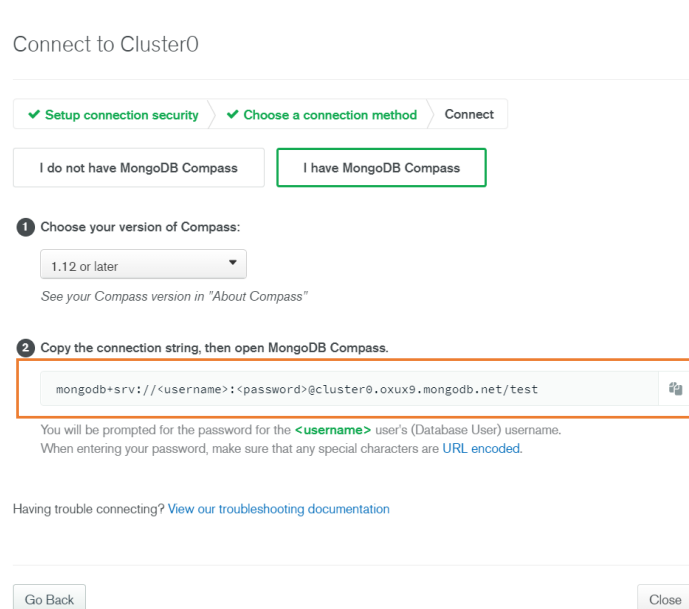 Connect to Cluster0
✔ Setup connection security
✔ Choose a connection method
Connect
I do not have MongoDB Compass
I have MongoDB Compass
1 Choose your version of Compass:
1.12 or later
See your Compass version in "About Compass"
2 Copy the connection string, then open MongoDB Compass.
mongodb+srv://<username>:<password>@cluster0.oxux9.mongodb.net/test
You will be prompted for the password for the <username> user's (Database User) username.
When entering your password, make sure that any special characters are URL encoded.
Having trouble connecting? View our troubleshooting documentation
Go Back
Close